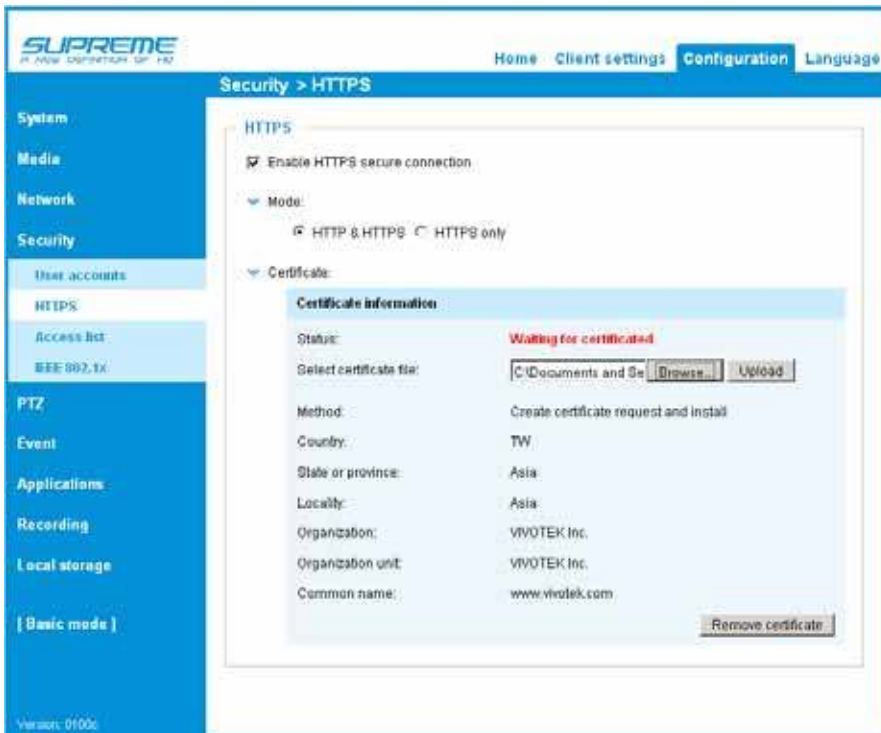 SUPREME
A NEW DEFINITION OF HD
Home Client settings Configuration Language
Security > HTTPS
System
Media
Network
Security
User accounts
HTTPS
Access list
IEEE 802.1x
PTZ
Event
Applications
Recording
Local storage
[ Basic mode ]
Version: 0100c
HTTPS
Enable HTTPS secure connection
Mode:
HTTP & HTTPS HTTPS only
Certificate:
Certificate information
Status: Waiting for certificated
Select certificate file: C:\Documents and Se Browse... Upload
Method: Create certificate request and install
Country: TW
State or province: Asia
Locality: Asia
Organization: VIVOTEK Inc.
Organization unit: VIVOTEK Inc.
Common name: www.vivotek.com
Remove certificate